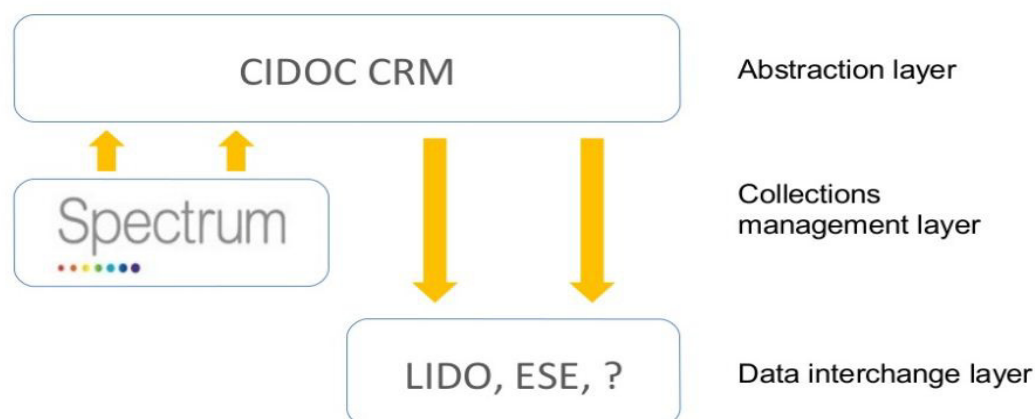 CIDOC CRM
Abstraction layer
Spectrum
Collections
management layer
LIDO, ESE, ?
Data interchange layer